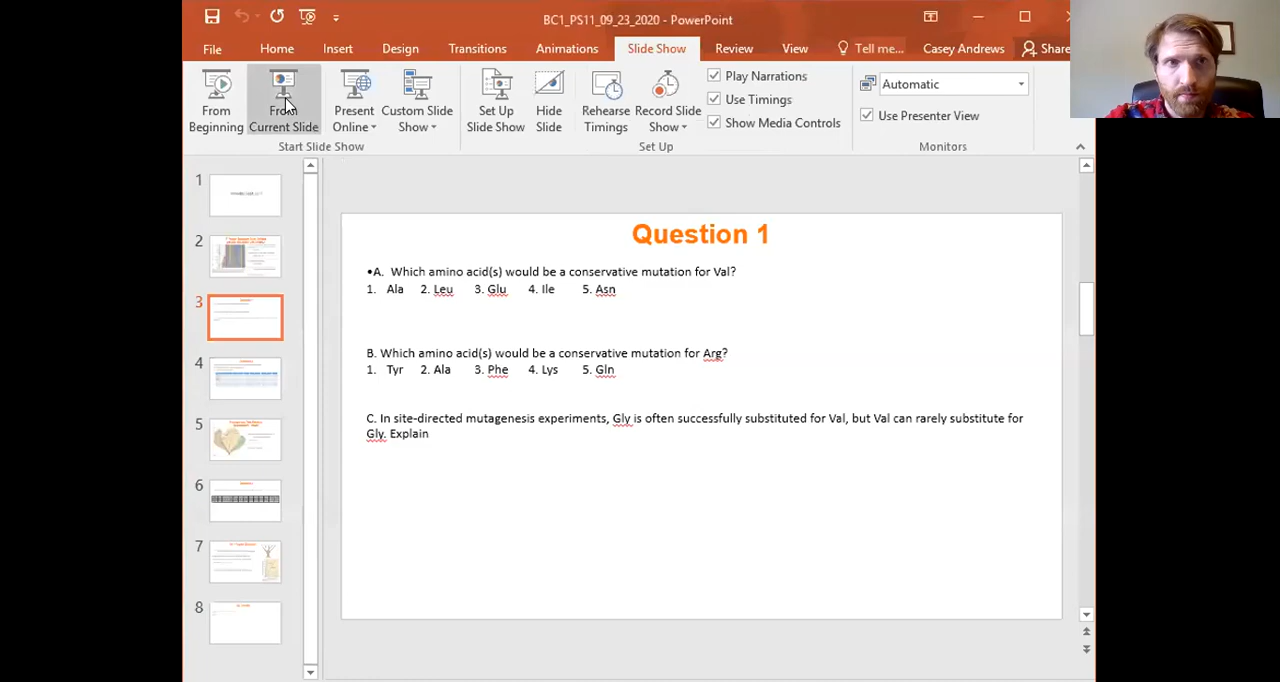 BC1_PS11_09_23_2020 - PowerPoint
File Home Insert Design Transitions Animations Slide Show Review View Tell me... Casey Andrews Share
From Beginning
From Current Slide
Present Online
Custom Slide Show
Set Up Slide Show
Hide Slide
Rehearse Timings
Record Slide Show
Play Narrations
Use Timings
Show Media Controls
Automatic
Use Presenter View
Start Slide Show
Set Up
Monitors
1
2
3
4
5
6
7
8
Question 1
•A. Which amino acid(s) would be a conservative mutation for Val?
1. Ala 2. Leu 3. Glu 4. Ile 5. Asn
B. Which amino acid(s) would be a conservative mutation for Arg?
1. Tyr 2. Ala 3. Phe 4. Lys 5. Gln
C. In site-directed mutagenesis experiments, Gly is often successfully substituted for Val, but Val can rarely substitute for
Gly. Explain